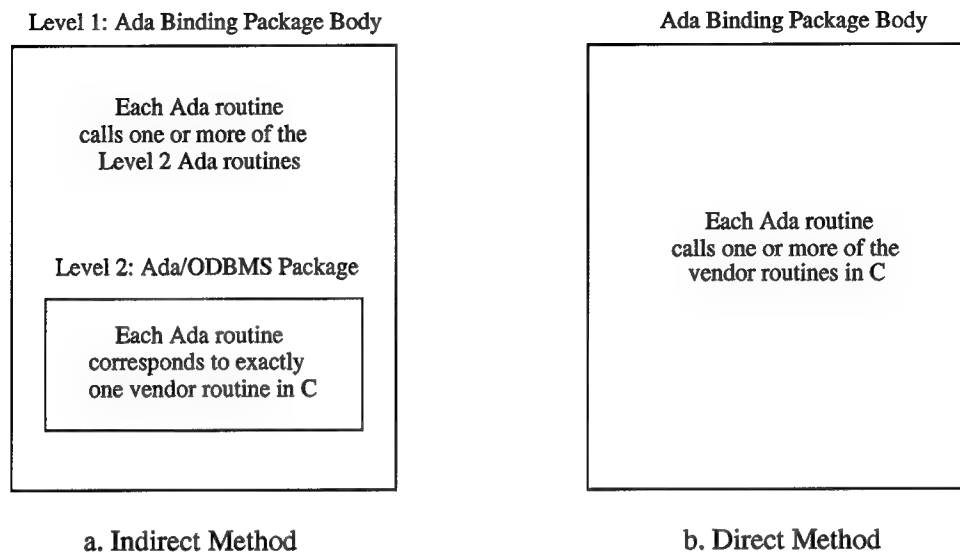 Level 1: Ada Binding Package Body
Each Ada routine
calls one or more of the
Level 2 Ada routines
Level 2: Ada/ODBMS Package
Each Ada routine
corresponds to exactly
one vendor routine in C
a. Indirect Method
Ada Binding Package Body
Each Ada routine
calls one or more of the
vendor routines in C
b. Direct Method